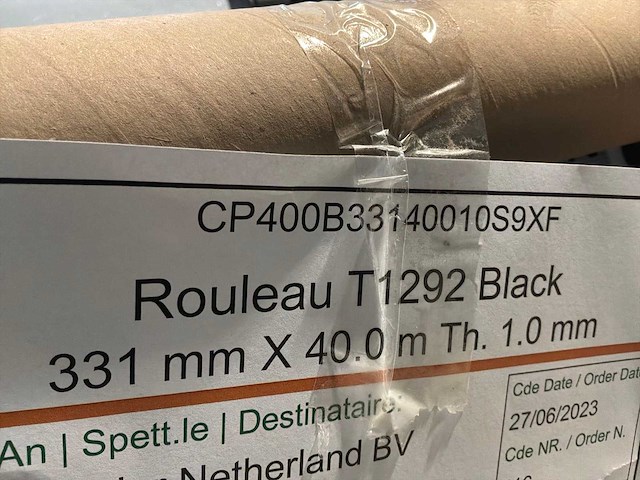 CP400B33140010S9XF
Rouleau T1292 Black
331 mm X 40.0 m Th. 1.0 mm
An | Spett.le | Destinataire:
Netherland BV
Cde Date / Order Dat
27/06/2023
Cde NR. / Order N.